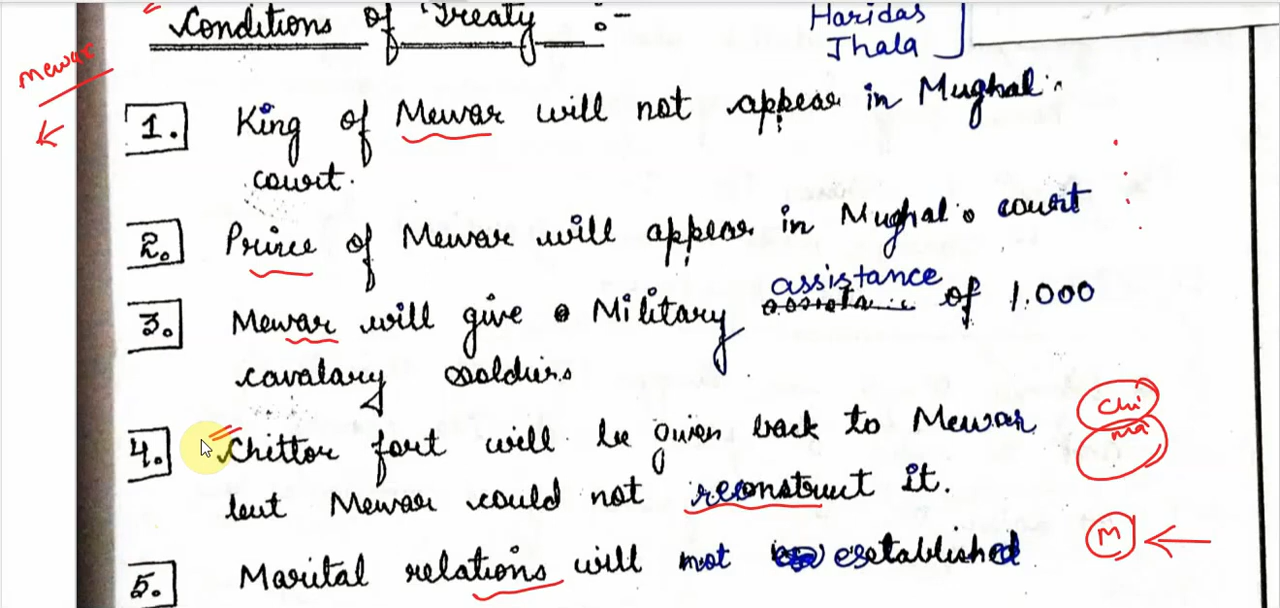 Conditions of Treaty :-
Haridas
Jhala
Mewar
1. King of Mewar will not appear in Mughal
court.
2. Prince of Mewar will appear in Mughal court
3. Mewar will give a Military assistance of 1.000
cavalary soldiers
4. Chittor fort will be given back to Mewar
but Mewar could not reconstruct it.
5. Marital relations will not be established
Chi
Ma
M